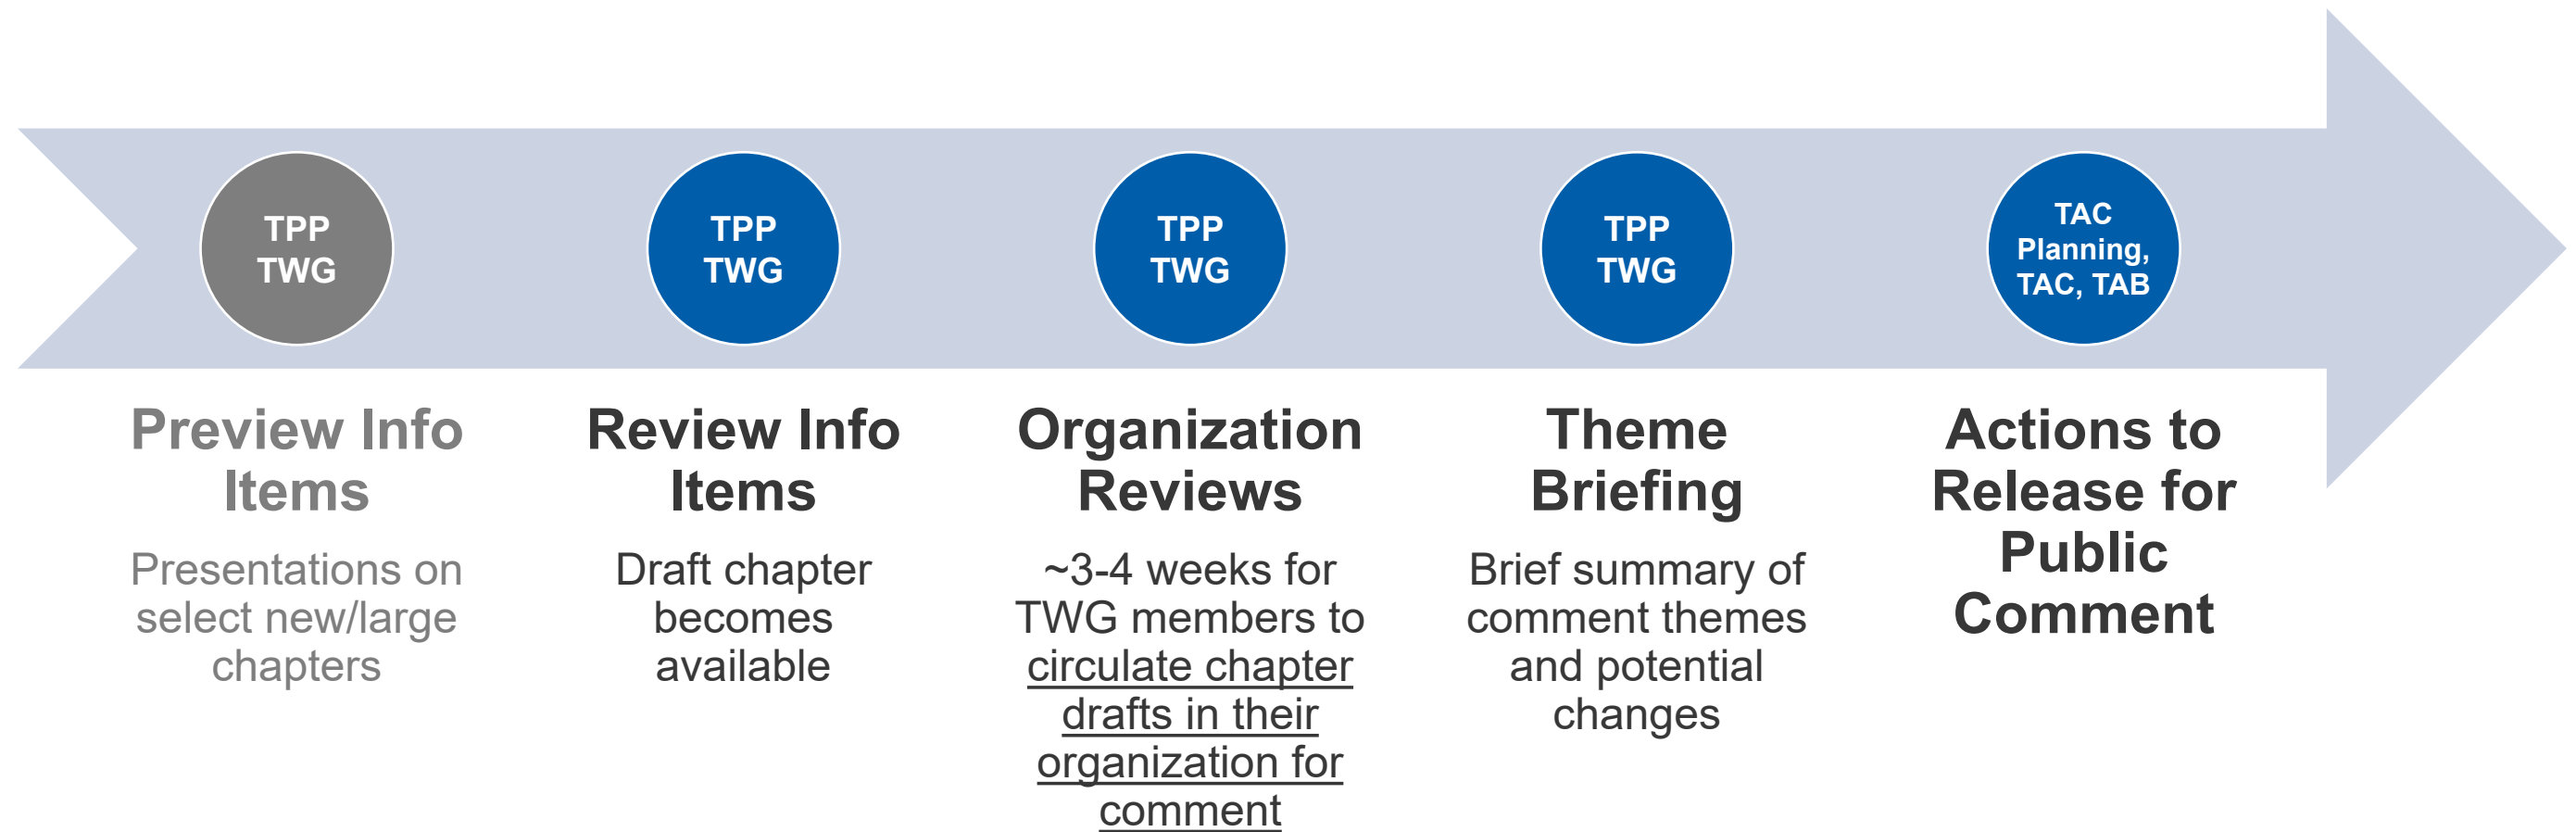 TPP
TWG
TPP
TWG
TPP
TWG
TPP
TWG
TAC
Planning,
TAC, TAB
Preview Info
Items
Presentations on
select new/large
chapters
Review Info
Items
Draft chapter
becomes
available
Organization
Reviews
~3-4 weeks for
TWG members to
circulate chapter
drafts in their
organization for
comment
Theme
Briefing
Brief summary of
comment themes
and potential
changes
Actions to
Release for
Public
Comment